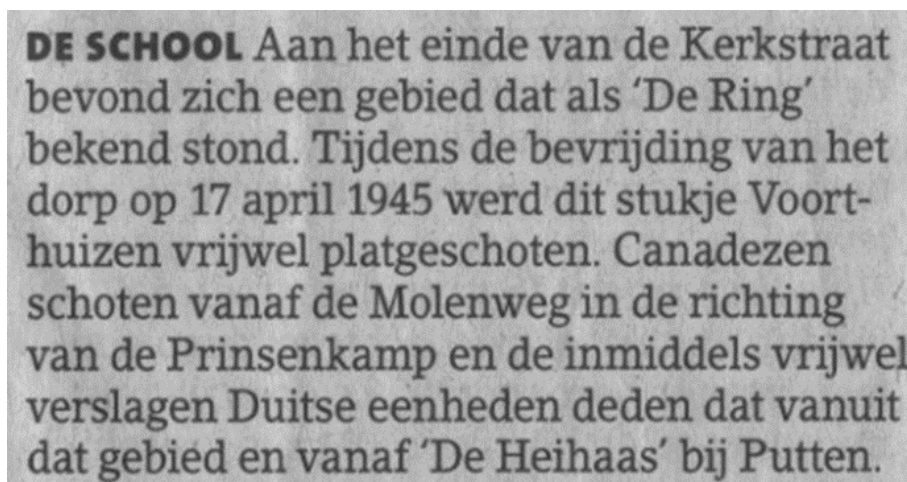 DE SCHOOL Aan het einde van de Kerkstraat
bevond zich een gebied dat als ‘De Ring’
bekend stond. Tijdens de bevrijding van het
dorp op 17 april 1945 werd dit stukje Voort-
huizen vrijwel platgeschoten. Canadezen
schoten vanaf de Molenweg in de richting
van de Prinsenkamp en de inmiddels vrijwel
verslagen Duitse eenheden deden dat vanuit
dat gebied en vanaf ‘De Heihaas’ bij Putten.